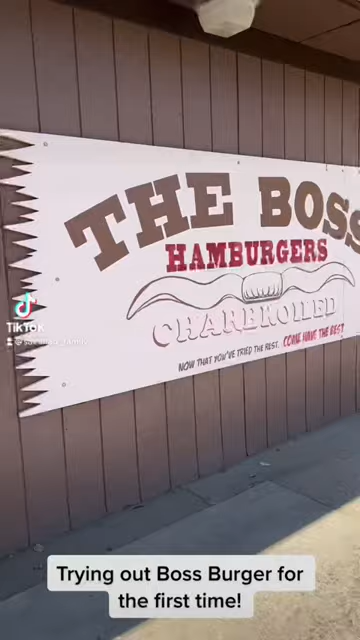 THE BOSS
HAMBURGERS
CHARBROILED
NOW THAT YOU'VE TRIED THE REST, COME HAVE THE BEST
TikTok
Trying out Boss Burger for
the first time!